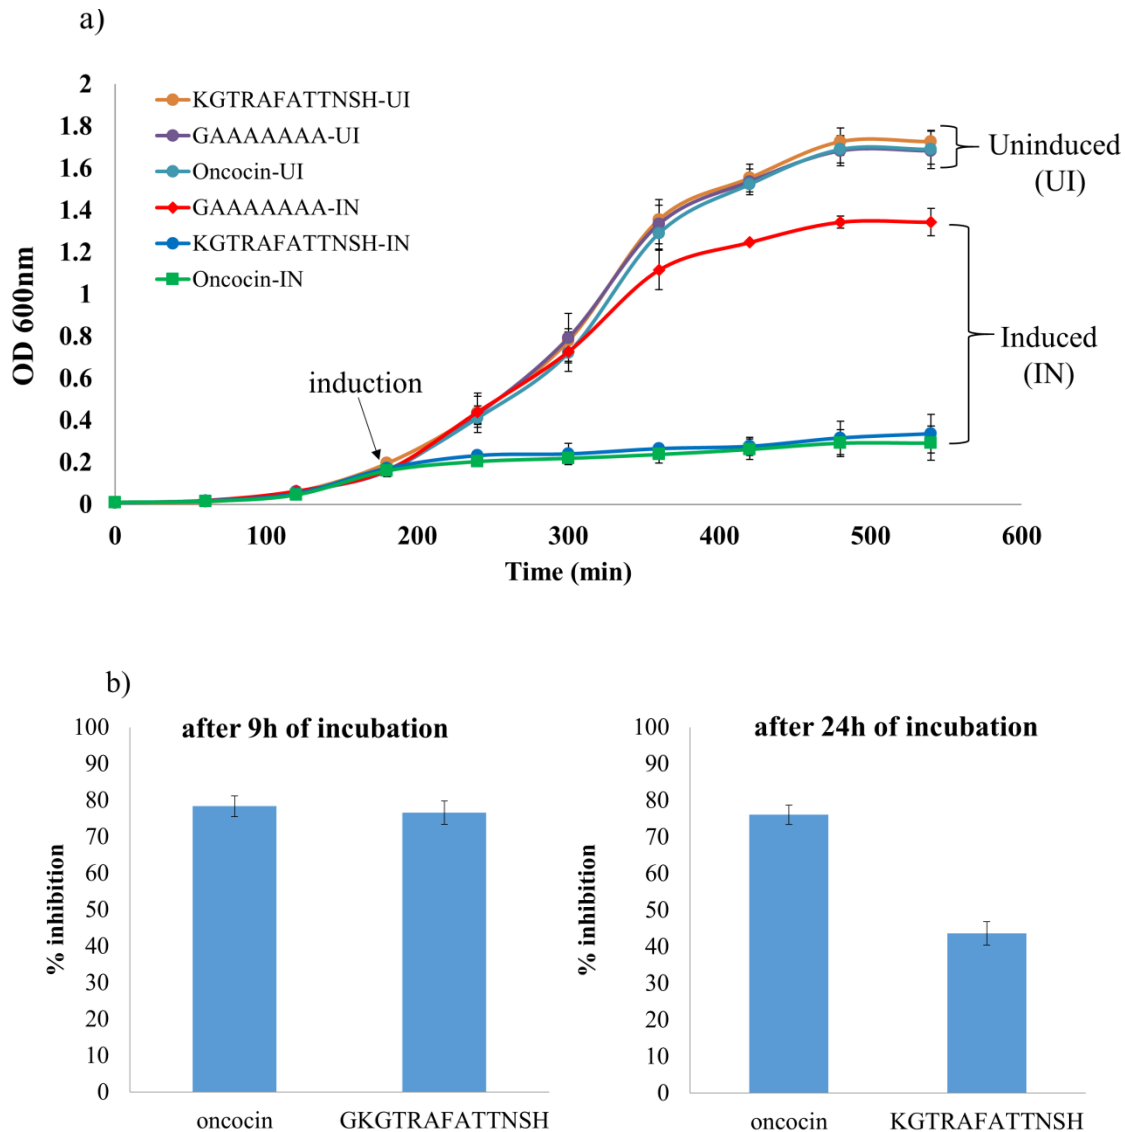 a)
2
1.8
1.6
1.4
1.2
1
0.8
0.6
0.4
0.2
0
OD 600nm
KGTRAFATTNSH-UI
GAAAAAAA-UI
Oncocin-UI
GAAAAAAA-IN
KGTRAFATTNSH-IN
Oncocin-IN
induction
Uninduced
(UI)
Induced
(IN)
0 100 200 300 400 500 600
Time (min)
b)
after 9h of incubation
100
90
80
70
60
50
40
30
20
10
0
% inhibition
oncocin GKGTRAFATTNSH
after 24h of incubation
100
90
80
70
60
50
40
30
20
10
0
% inhibition
oncocin KGTRAFATTNSH